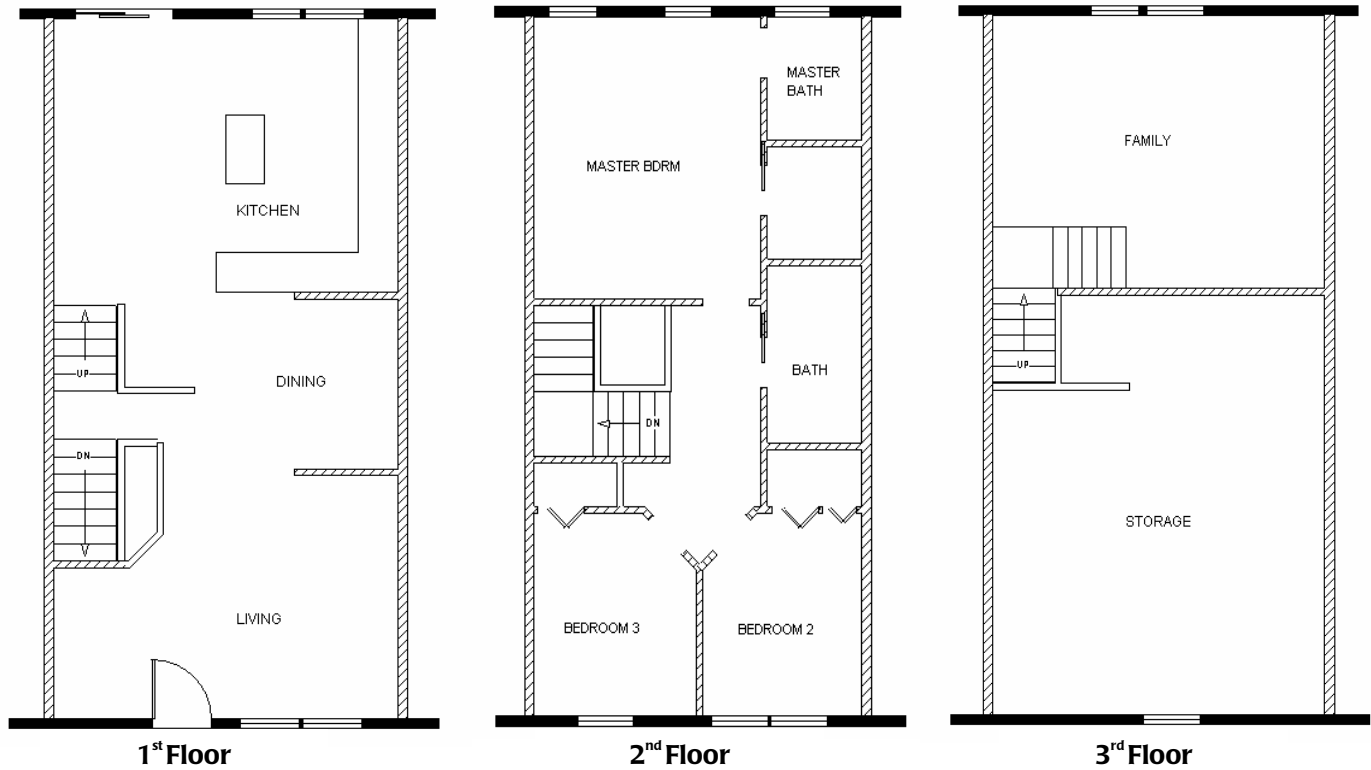 KITCHEN
UP
DINING
DN
LIVING
1st Floor
MASTER
BATH
MASTER BDRM
BATH
DN
BEDROOM 3
BEDROOM 2
2nd Floor
FAMILY
UP
STORAGE
3rd Floor